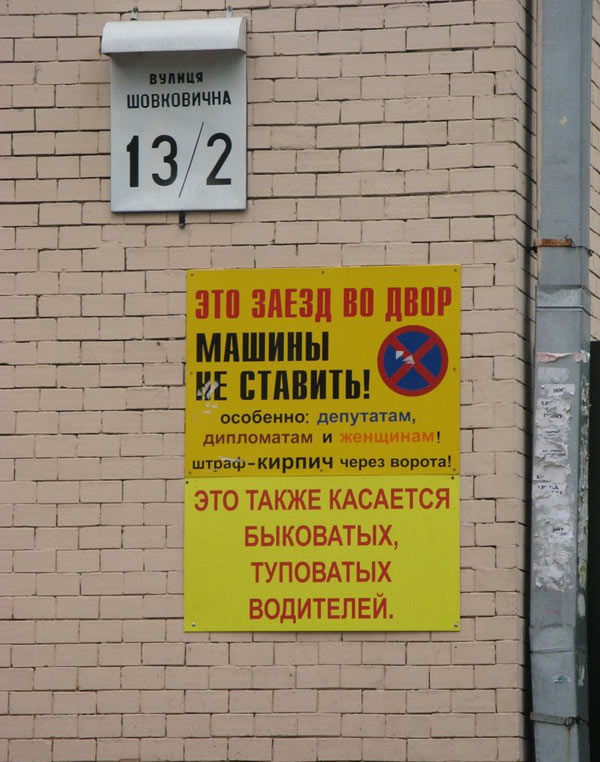 ВУЛИЦЯ
ШОВКОВИЧНА
13/2
ЭТО ЗАЕЗД ВО ДВОР
МАШИНЫ
НЕ СТАВИТЬ!
особенно: депутатам,
дипломатам и женщинам!
штраф-КИРПИЧ через ворота!
ЭТО ТАКЖЕ КАСАЕТСЯ
БЫКОВАТЫХ,
ТУПОВАТЫХ
ВОДИТЕЛЕЙ.